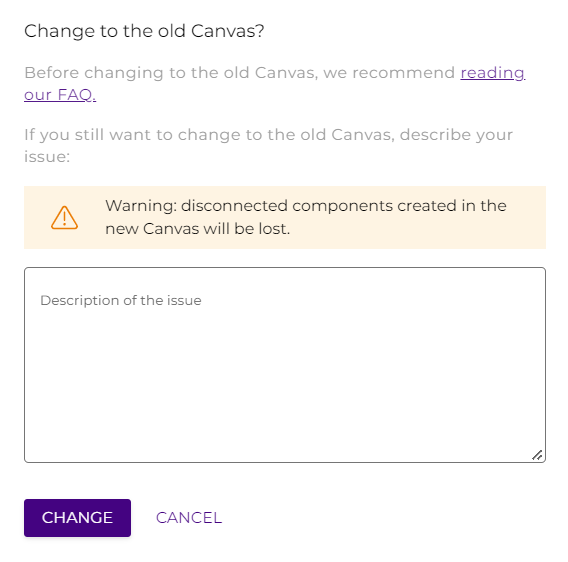 Change to the old Canvas?
Before changing to the old Canvas, we recommend reading
our FAQ.
If you still want to change to the old Canvas, describe your
issue:
Warning: disconnected components created in the
new Canvas will be lost.
Description of the issue
CHANGE CANCEL